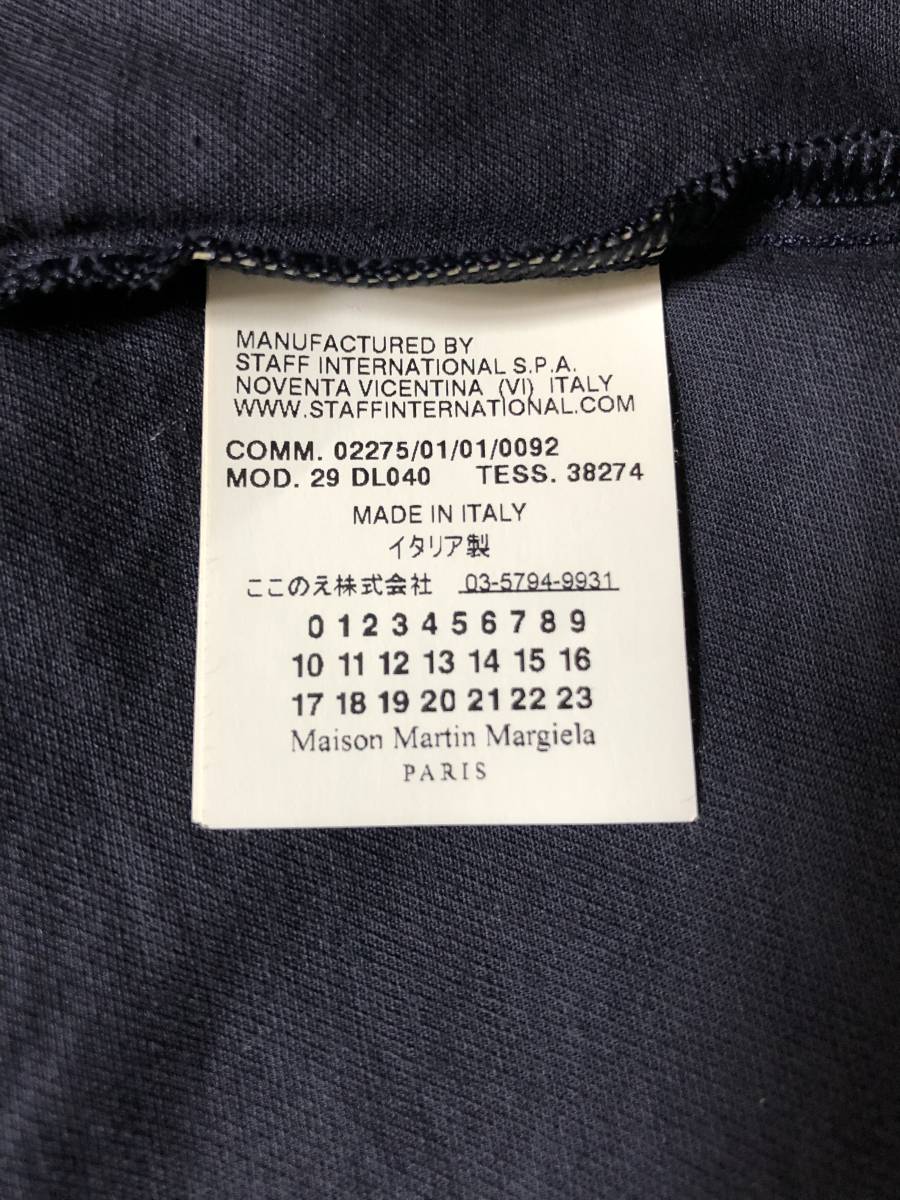 MANUFACTURED BY
STAFF INTERNATIONAL S.P.A.
NOVENTA VICENTINA (VI) ITALY
WWW.STAFFINTERNATIONAL.COM
COMM. 02275/01/01/0092
MOD. 29 DL040 TESS. 38274
MADE IN ITALY
イタリア製
ここのえ株式会社 03-5794-9931
0 1 2 3 4 5 6 7 8 9
10 11 12 13 14 15 16
17 18 19 20 21 22 23
Maison Martin Margiela
PARIS